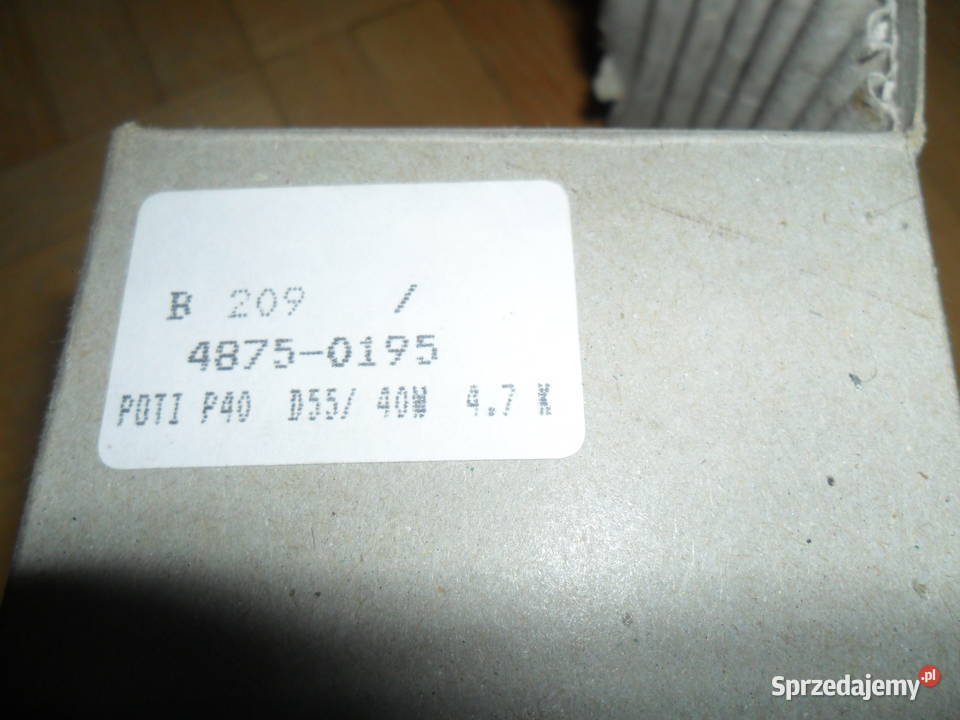 B 209 /
4875-0195
POTI P40 D55/ 40W 4.7 K
Sprzedajemy.pl